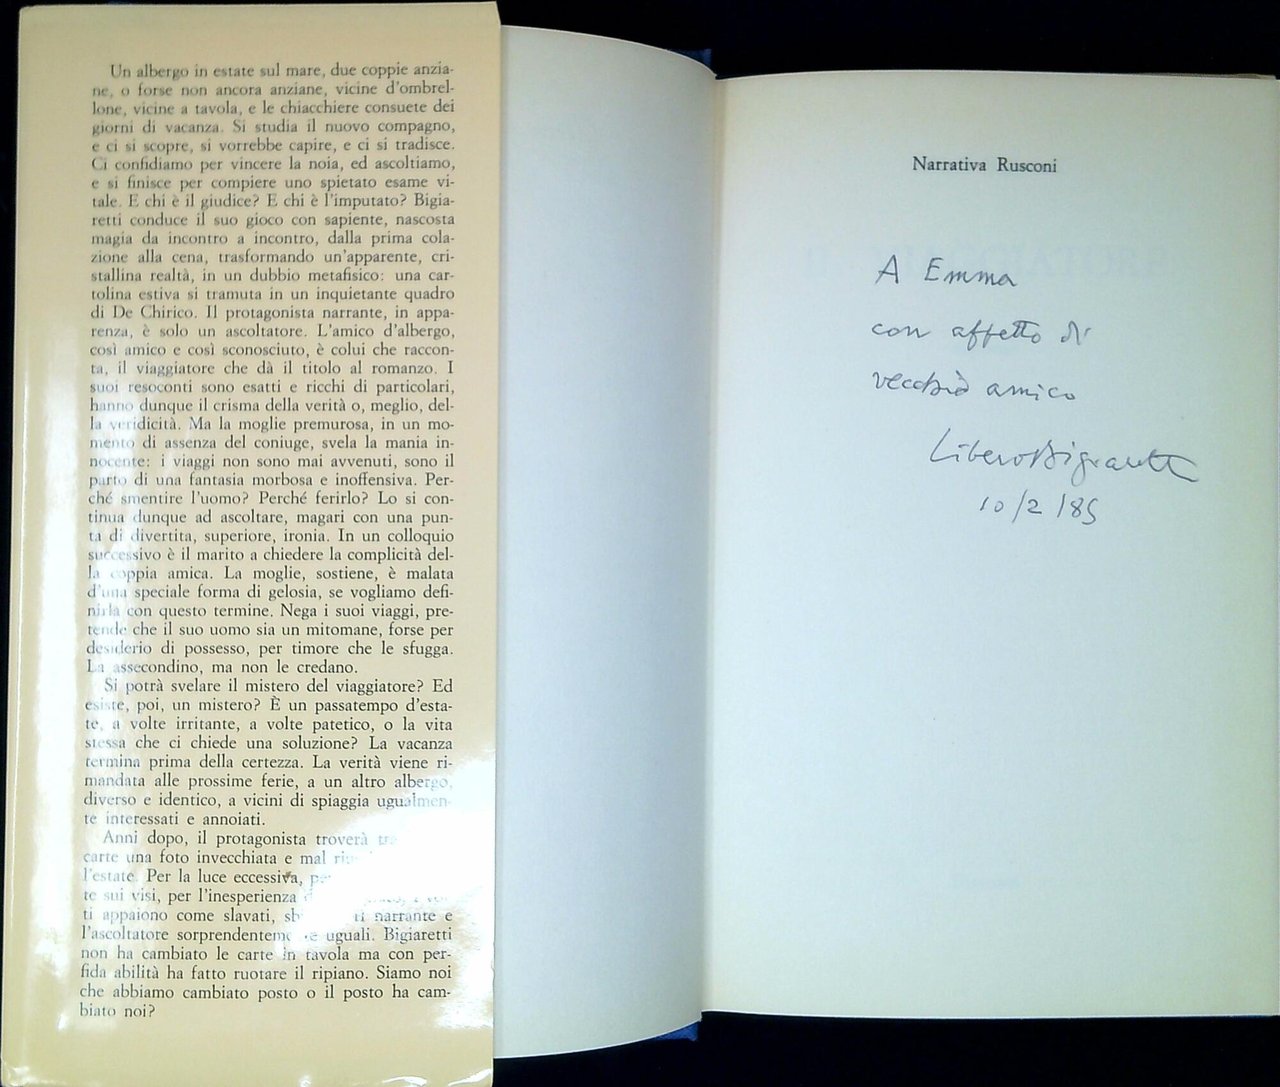 Un albergo in estate sul mare, due coppie anzia-
ne, o forse non ancora anziane, vicine d'ombrel-
lone, vicine a tavola, e le chiacchiere consuete dei
giorni di vacanza. Si studia il nuovo compagno,
e ci si scopre, si vorrebbe capire, e ci si tradisce.
Ci confidiamo per vincere la noia, ed ascoltiamo,
e si finisce per compiere uno spietato esame vi-
tale. E chi è il giudice? E chi è l'imputato? Bigia-
retti conduce il suo gioco con sapiente, nascosta
magia da incontro a incontro, dalla prima cola-
zione alla cena, trasformando un'apparente, cri-
stallina realtà, in un dubbio metafisico: una car-
tolina estiva si tramuta in un inquietante quadro
di De Chirico. Il protagonista narrante, in appa-
renza, è solo un ascoltatore. L'amico d'albergo,
così amico e così sconosciuto, è colui che raccon-
ta, il viaggiatore che dà il titolo al romanzo. I
suoi resoconti sono esatti e ricchi di particolari,
hanno dunque il crisma della verità o, meglio, del-
la veridicità. Ma la moglie premurosa, in un mo-
mento di assenza del coniuge, svela la mania in-
nocente: i viaggi non sono mai avvenuti, sono il
parto di una fantasia morbosa e inoffensiva. Per-
ché smentire l'uomo? Perché ferirlo? Lo si con-
tinua dunque ad ascoltare, magari con una pun-
ta di divertita, superiore, ironia. In un colloquio
successivo è il marito a chiedere la complicità del-
la coppia amica. La moglie, sostiene, è malata
d'una speciale forma di gelosia, se vogliamo defi-
nirla con questo termine. Nega i suoi viaggi, pre-
tende che il suo uomo sia un mitomane, forse per
desiderio di possesso, per timore che le sfugga.
La assecondino, ma non le credano.
Si potrà svelare il mistero del viaggiatore? Ed
esiste, poi, un mistero? È un passatempo d'esta-
te, a volte irritante, a volte patetico, o la vita
stessa che ci chiede una soluzione? La vacanza
termina prima della certezza. La verità viene ri-
mandata alle prossime ferie, a un altro albergo,
diverso e identico, a vicini di spiaggia ugualmen-
te interessati e annoiati.
Anni dopo, il protagonista troverà
carte una foto invecchiata e mal
l'estate. Per la luce eccessiva,
te sui visi, per l'inesperienza
ti appaiono come slavati, narrante e
l'ascoltatore sorprendentemente uguali. Bigiaretti
non ha cambiato le carte in tavola ma con per-
fida abilità ha fatto ruotare il ripiano. Siamo noi
che abbiamo cambiato posto o il posto ha cam-
biato noi?
Narrativa Rusconi
A Emma
con affetto di
vecchio amico
Libero Bigiaretti
10/2/85